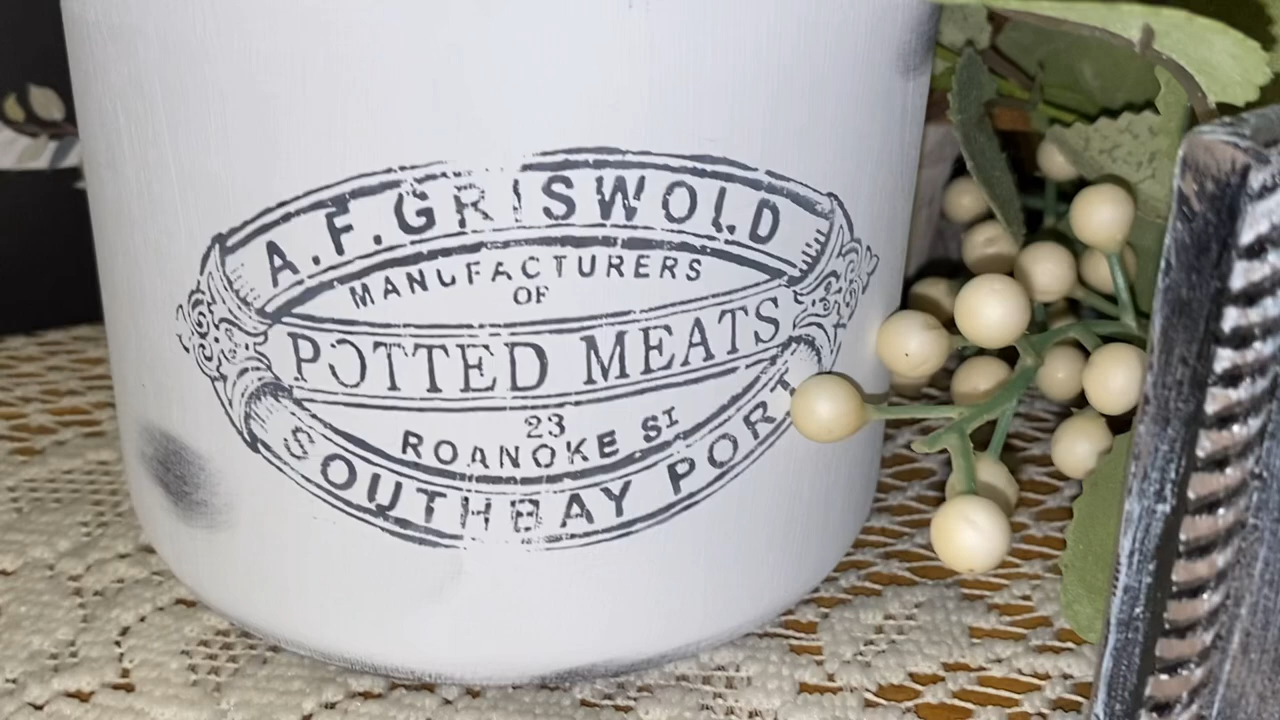 A.F. GRISWOLD
MANUFACTURERS
OF
POTTED MEATS
23
ROANOKE ST
SOUTHBAY PORT